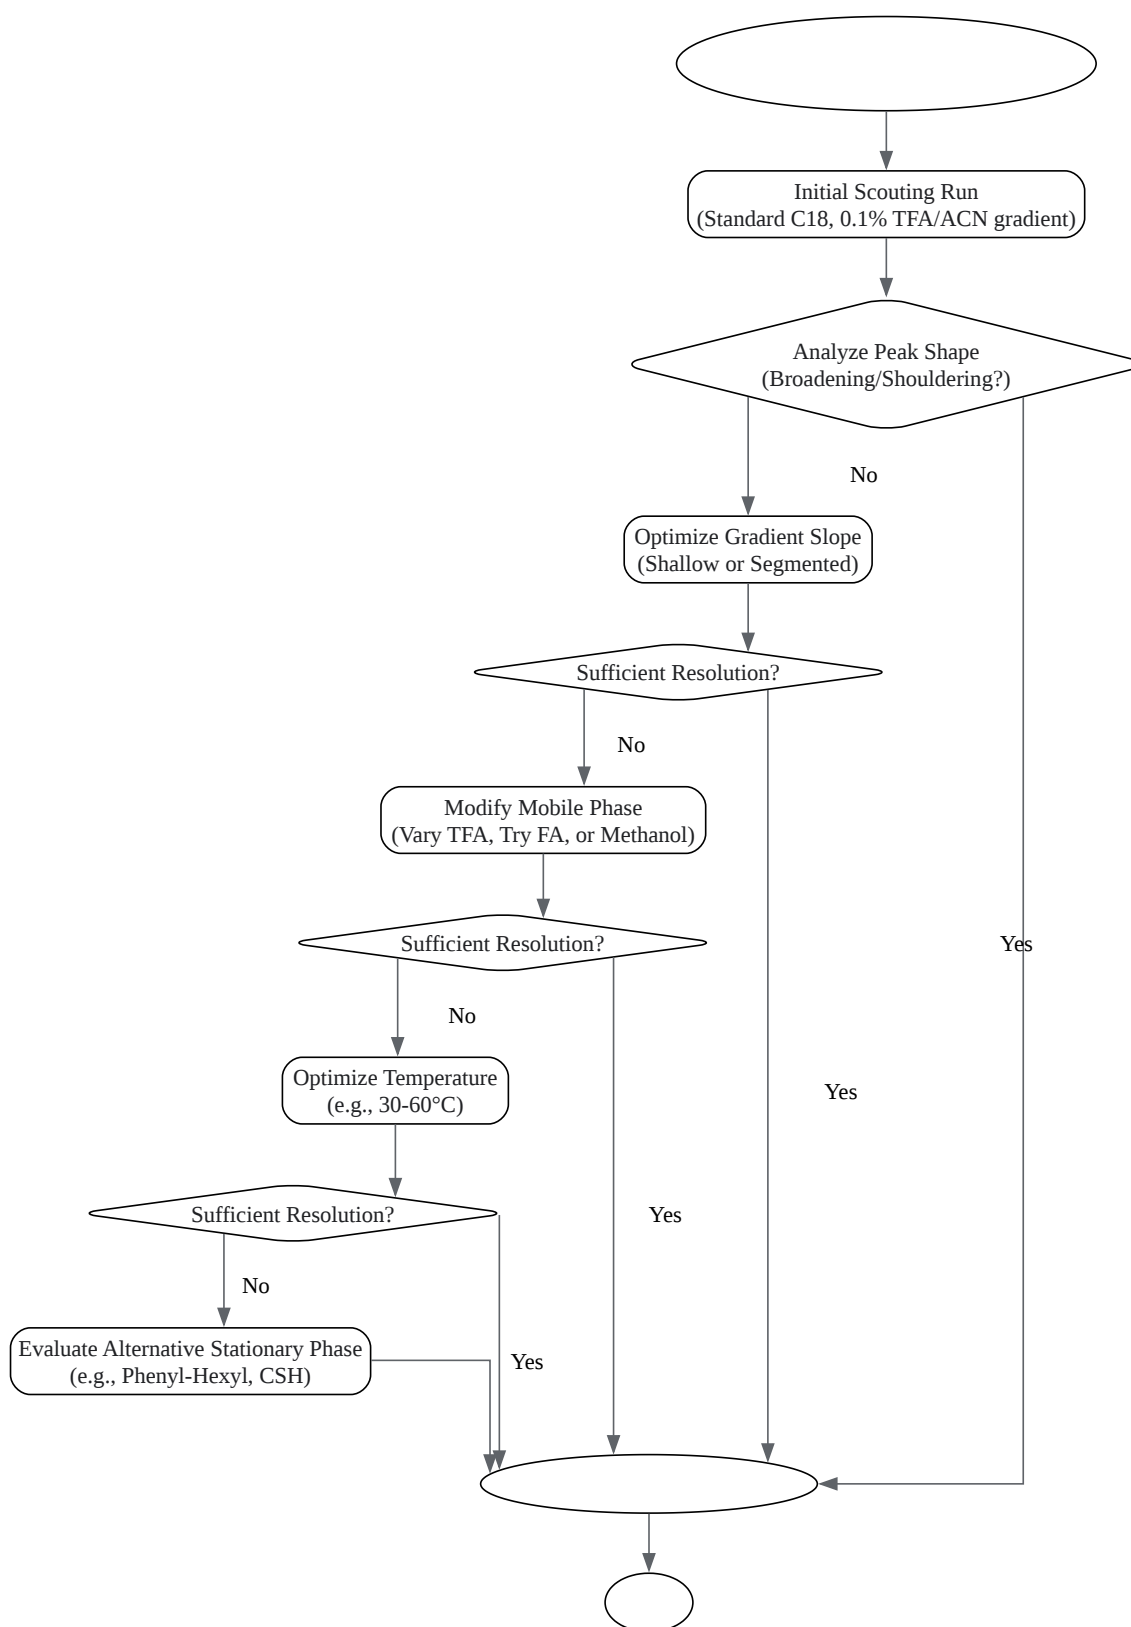 Initial Scouting Run
(Standard C18, 0.1% TFA/ACN gradient)
Analyze Peak Shape
(Broadening/Shouldering?)
No
Optimize Gradient Slope
(Shallow or Segmented)
Sufficient Resolution?
No
Modify Mobile Phase
(Vary TFA, Try FA, or Methanol)
Sufficient Resolution?
Yes
No
Optimize Temperature
(e.g., 30-60°C)
Yes
Sufficient Resolution?
Yes
No
Evaluate Alternative Stationary Phase
(e.g., Phenyl-Hexyl, CSH)
Yes